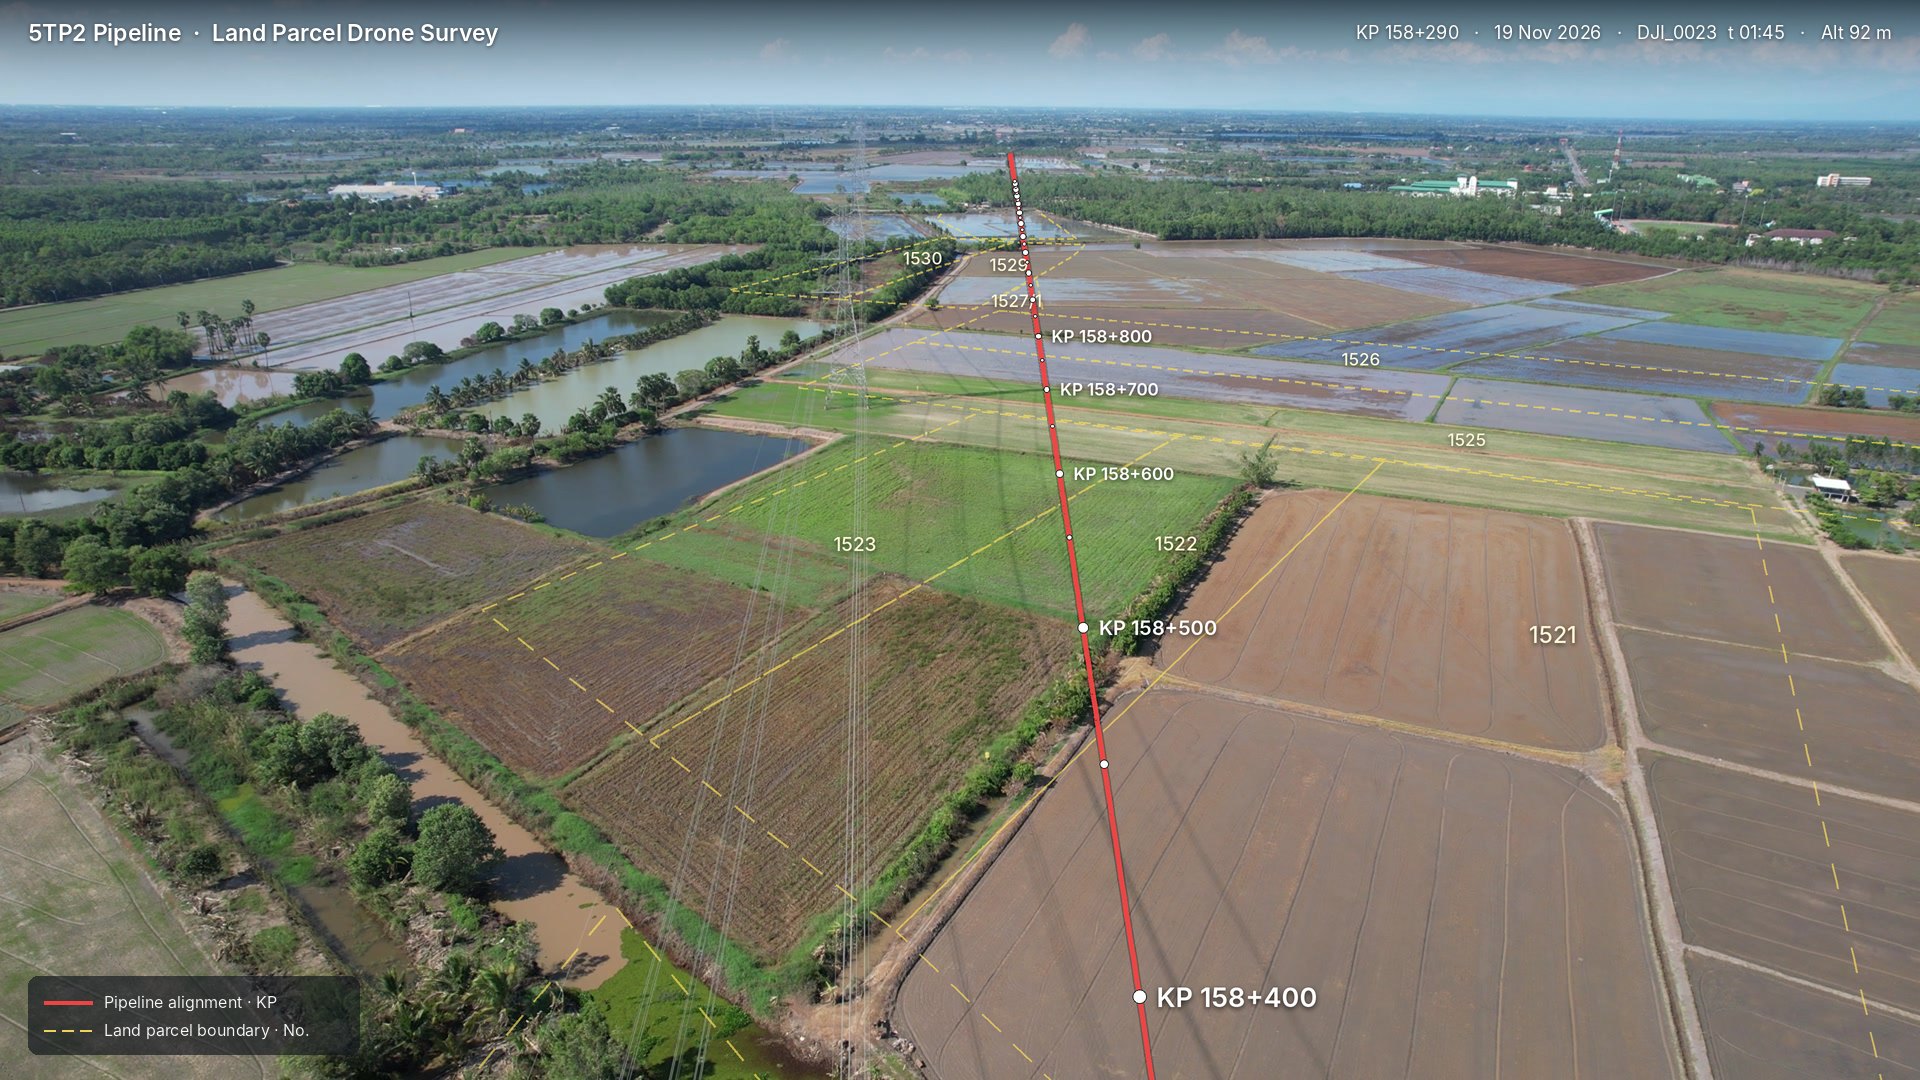 5TP2 Pipeline · Land Parcel Drone Survey
KP 158+290 · 19 Nov 2026 · DJI_0023 t 01:45 · Alt 92 m
1530
1529
1527/1
KP 158+800
1526
KP 158+700
1525
KP 158+600
1523
1522
KP 158+500
1521
KP 158+400
Pipeline alignment · KP
Land parcel boundary · No.